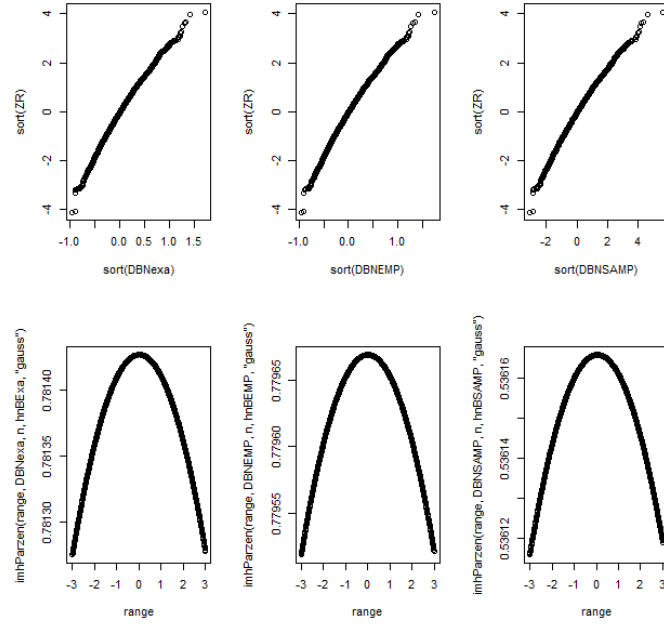 sort(ZR)
4
2
0
-2
-4
-1.0 0.0 0.5 1.0 1.5
sort(DBNexa)
sort(ZR)
4
2
0
-2
-4
-1.0 0.0 1.0
sort(DBNEMP)
sort(ZR)
4
2
0
-2
-4
-2 0 2 4
sort(DBNSAMP)
imhParzen(range, DBNexa, n, hnBExa, "gauss")
0.78140
0.78135
0.78130
-3 -2 -1 0 1 2 3
range
imhParzen(range, DBNEMP, n, hnBEMP, "gauss")
0.77965
0.77960
0.77955
-3 -2 -1 0 1 2 3
range
imhParzen(range, DBNSAMP, n, hnBSAMP, "gauss")
0.53616
0.53614
0.53612
-3 -2 -1 0 1 2 3
range